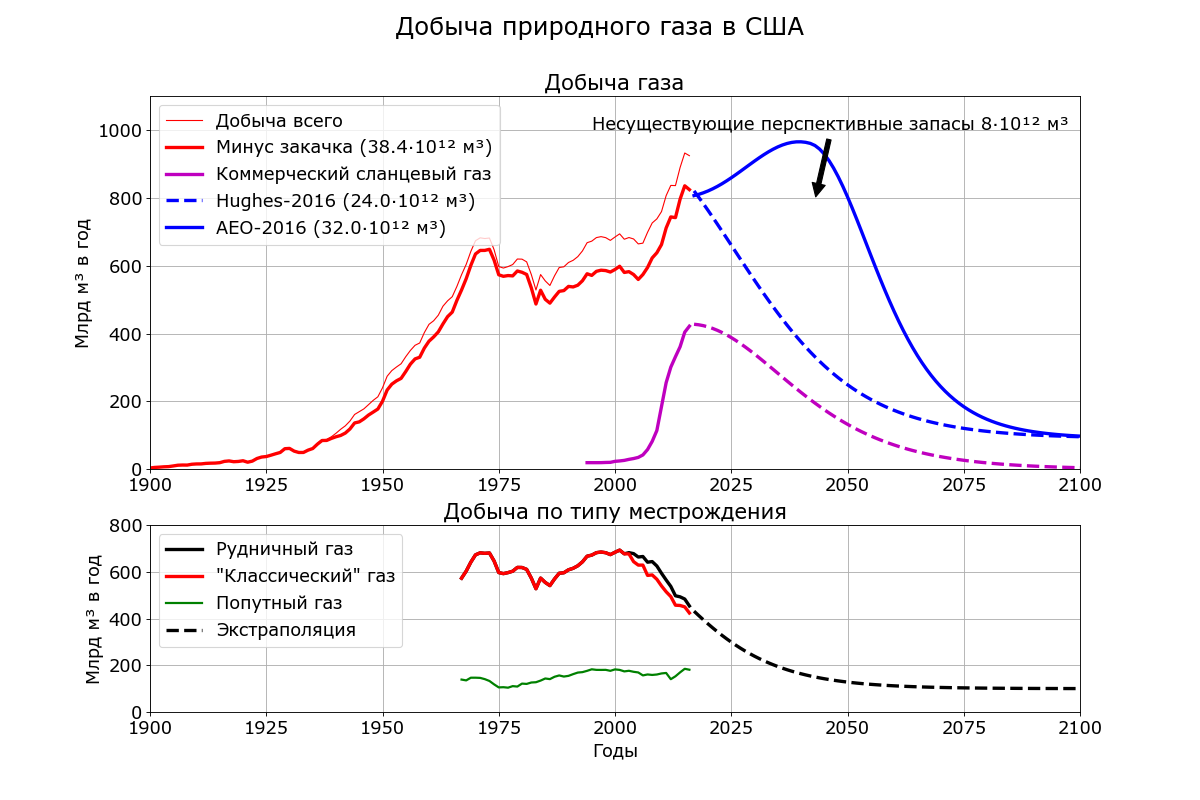 Добыча природного газа в США
Добыча газа
Добыча всего
Минус закачка (38.4·10¹² м³)
Коммерческий сланцевый газ
Hughes-2016 (24.0·10¹² м³)
AEO-2016 (32.0·10¹² м³)
Несуществующие перспективные запасы 8·10¹² м³
Млрд м³ в год
1000
800
600
400
200
0
1900 1925 1950 1975 2000 2025 2050 2075 2100
Добыча по типу местрождения
Рудничный газ
"Классический" газ
Попутный газ
Экстраполяция
Млрд м³ в год
800
600
400
200
0
1900 1925 1950 1975 2000 2025 2050 2075 2100
Годы